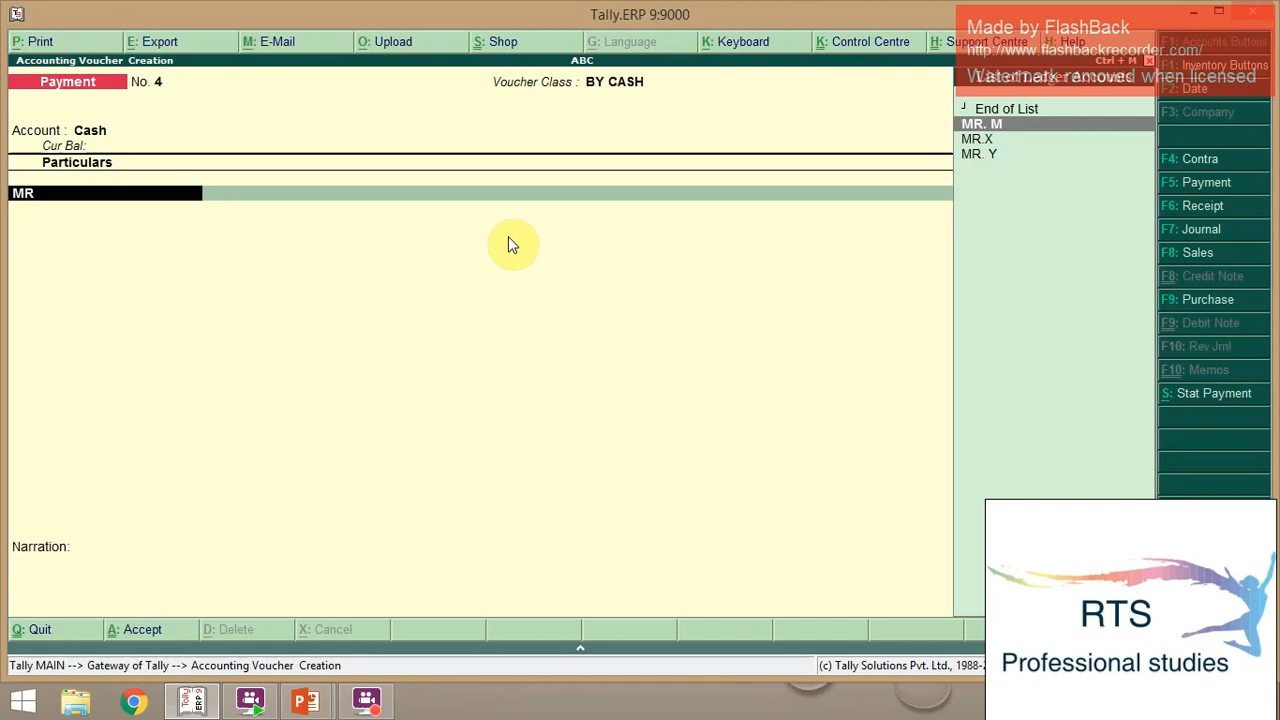 Tally.ERP 9:9000
P: Print
E: Export
M: E-Mail
O: Upload
S: Shop
G: Language
K: Keyboard
K: Control Centre
H: Support Centre
H: Help
Made by FlashBack
http://www.flashbackrecorder.com/
Watermark removed when licensed
Accounting Voucher Creation
ABC
Ctrl + M
Payment No. 4
Voucher Class : BY CASH
Account : Cash
Cur Bal:
Particulars
MR
Narration:
End of List
MR. M
MR.X
MR. Y
F1: Accounts Buttons
F1: Inventory Buttons
F2: Date
F3: Company
F4: Contra
F5: Payment
F6: Receipt
F7: Journal
F8: Sales
F8: Credit Note
F9: Purchase
F9: Debit Note
F10: Rev Jrnl
F10: Memos
S: Stat Payment
Q: Quit
A: Accept
D: Delete
X: Cancel
Tally MAIN --> Gateway of Tally --> Accounting Voucher Creation
(c) Tally Solutions Pvt. Ltd., 1988-
Tally
ERP 9
RTS
Professional studies